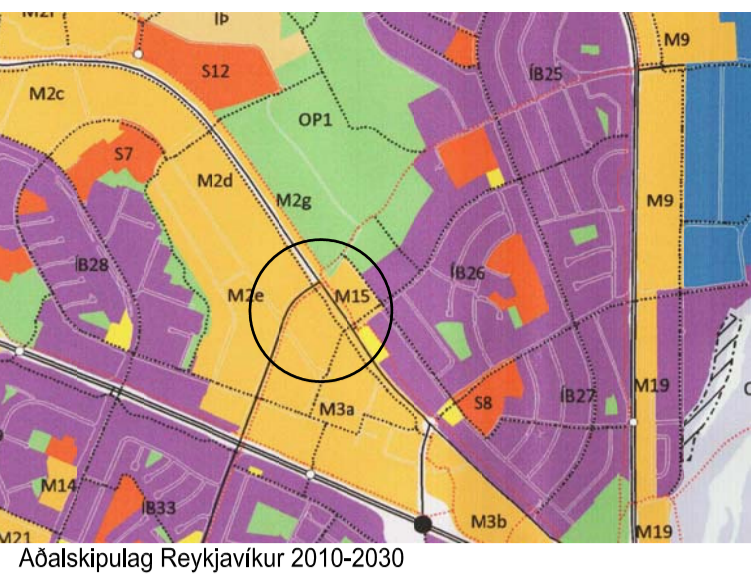 M2f
ÍÞ
M9
S12
ÍB25
M2c
OP1
S7
M2d
M2g
M9
ÍB28
ÍB26
M2e
M15
S8
ÍB27
M19
M3a
M14
ÍB33
M3b
M21
M19
Aðalskipulag Reykjavíkur 2010-2030